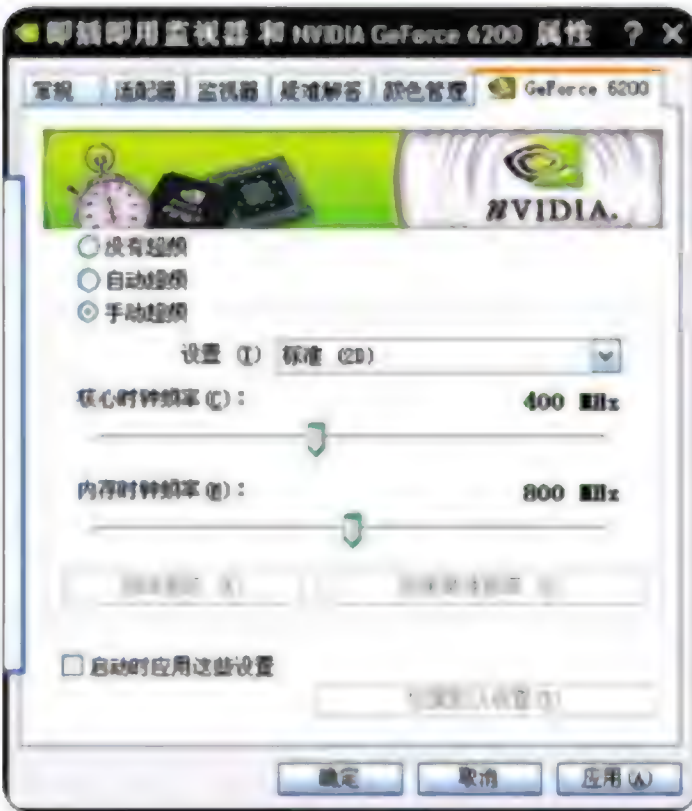 即插即用监视器 和 NVIDIA GeForce 6200 属性 ? ×
常规 适配器 监视器 疑难解答 颜色管理 GeForce 6200
NVIDIA.
没有超频
自动超频
手动超频
设置 (T) 标准 (2D)
核心时钟频率(C): 400 MHz
内存时钟频率(M): 800 MHz
启动时应用这些设置
确定 取消 应用(A)